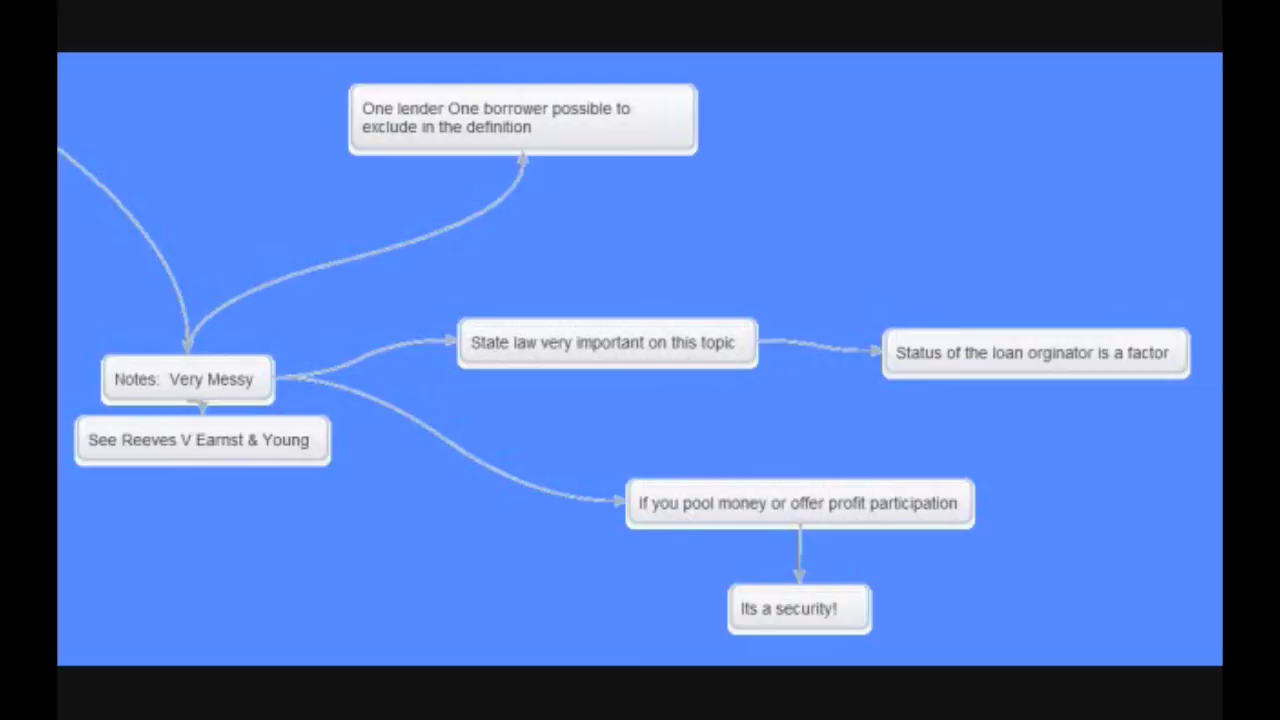 One lender One borrower possible to
exclude in the definition
State law very important on this topic
Status of the loan orginator is a factor
Notes: Very Messy
See Reeves V Earnst & Young
If you pool money or offer profit participation
Its a security!